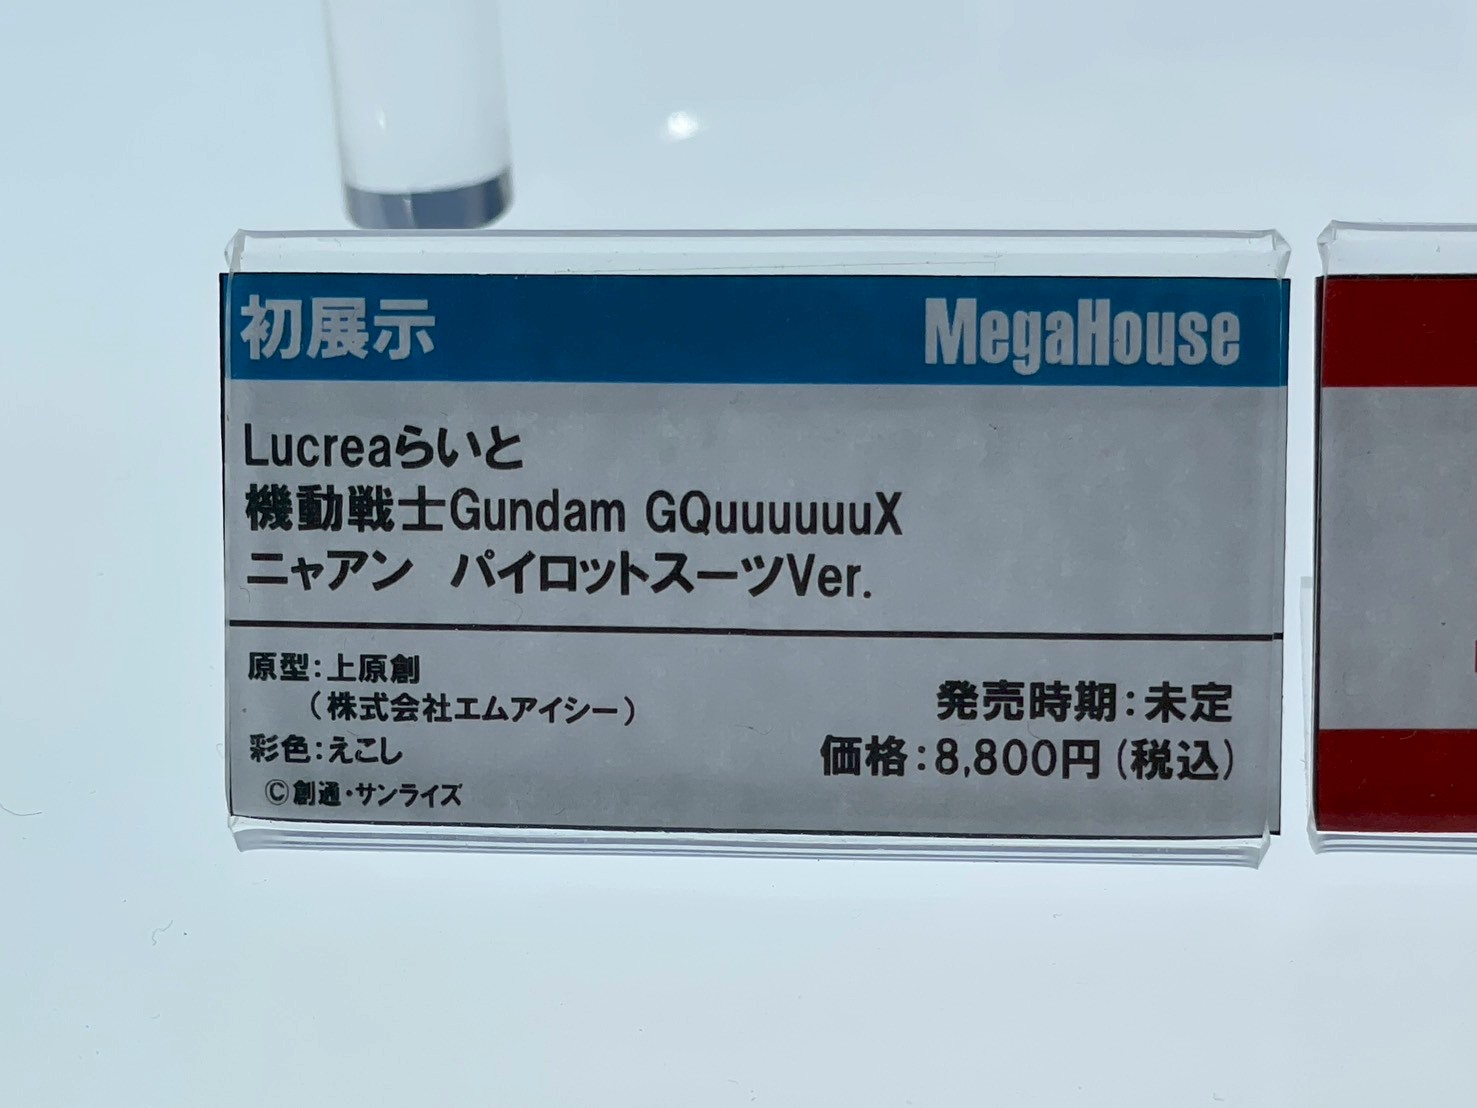 初展示 MegaHouse
Lucreaらいと
機動戦士Gundam GQuuuuuuX
ニャアン パイロットスーツVer.
原型：上原創
（株式会社エムアイシー）
彩色：えこし
©創通・サンライズ
発売時期：未定
価格：8,800円（税込）